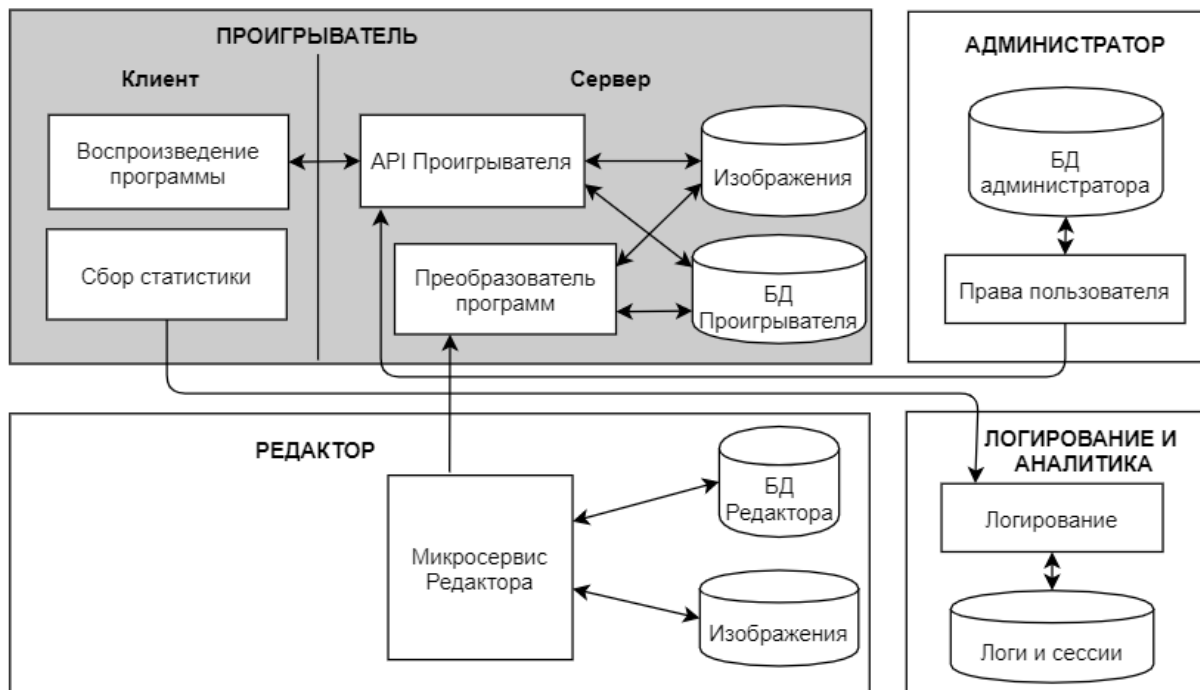 ПРОИГРЫВАТЕЛЬ
Клиент
Сервер
Воспроизведение
программы
API Проигрывателя
Изображения
Сбор статистики
Преобразователь
программ
БД
Проигрывателя
АДМИНИСТРАТОР
БД
администратора
Права пользователя
РЕДАКТОР
Микросервис
Редактора
БД
Редактора
Изображения
ЛОГИРОВАНИЕ И
АНАЛИТИКА
Логирование
Логи и сессии